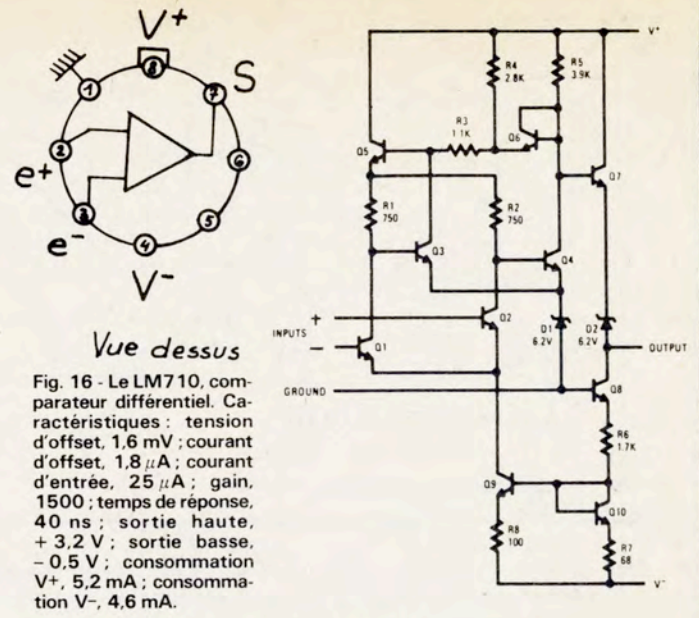 V+
1
8
7
S
2
6
e+
3
5
e-
4
V-
Vue dessus
Fig. 16 - Le LM710, com-
parateur différentiel. Ca-
ractéristiques : tension
d'offset, 1,6 mV ; courant
d'offset, 1,8 µA ; courant
d'entrée, 25 µA ; gain,
1500 ; temps de réponse,
40 ns ; sortie haute,
+ 3,2 V ; sortie basse,
– 0,5 V ; consommation
V+, 5,2 mA ; consomma-
tion V–, 4,6 mA.
V+
R4
2.8K
R5
3.9K
R3
1.1K
Q6
Q5
Q7
R1
750
R2
750
Q3
Q4
INPUTS
+
–
Q1
Q2
D1
6.2V
D2
6.2V
OUTPUT
GROUND
Q8
R6
1.7K
Q9
Q10
R8
100
R7
68
V-